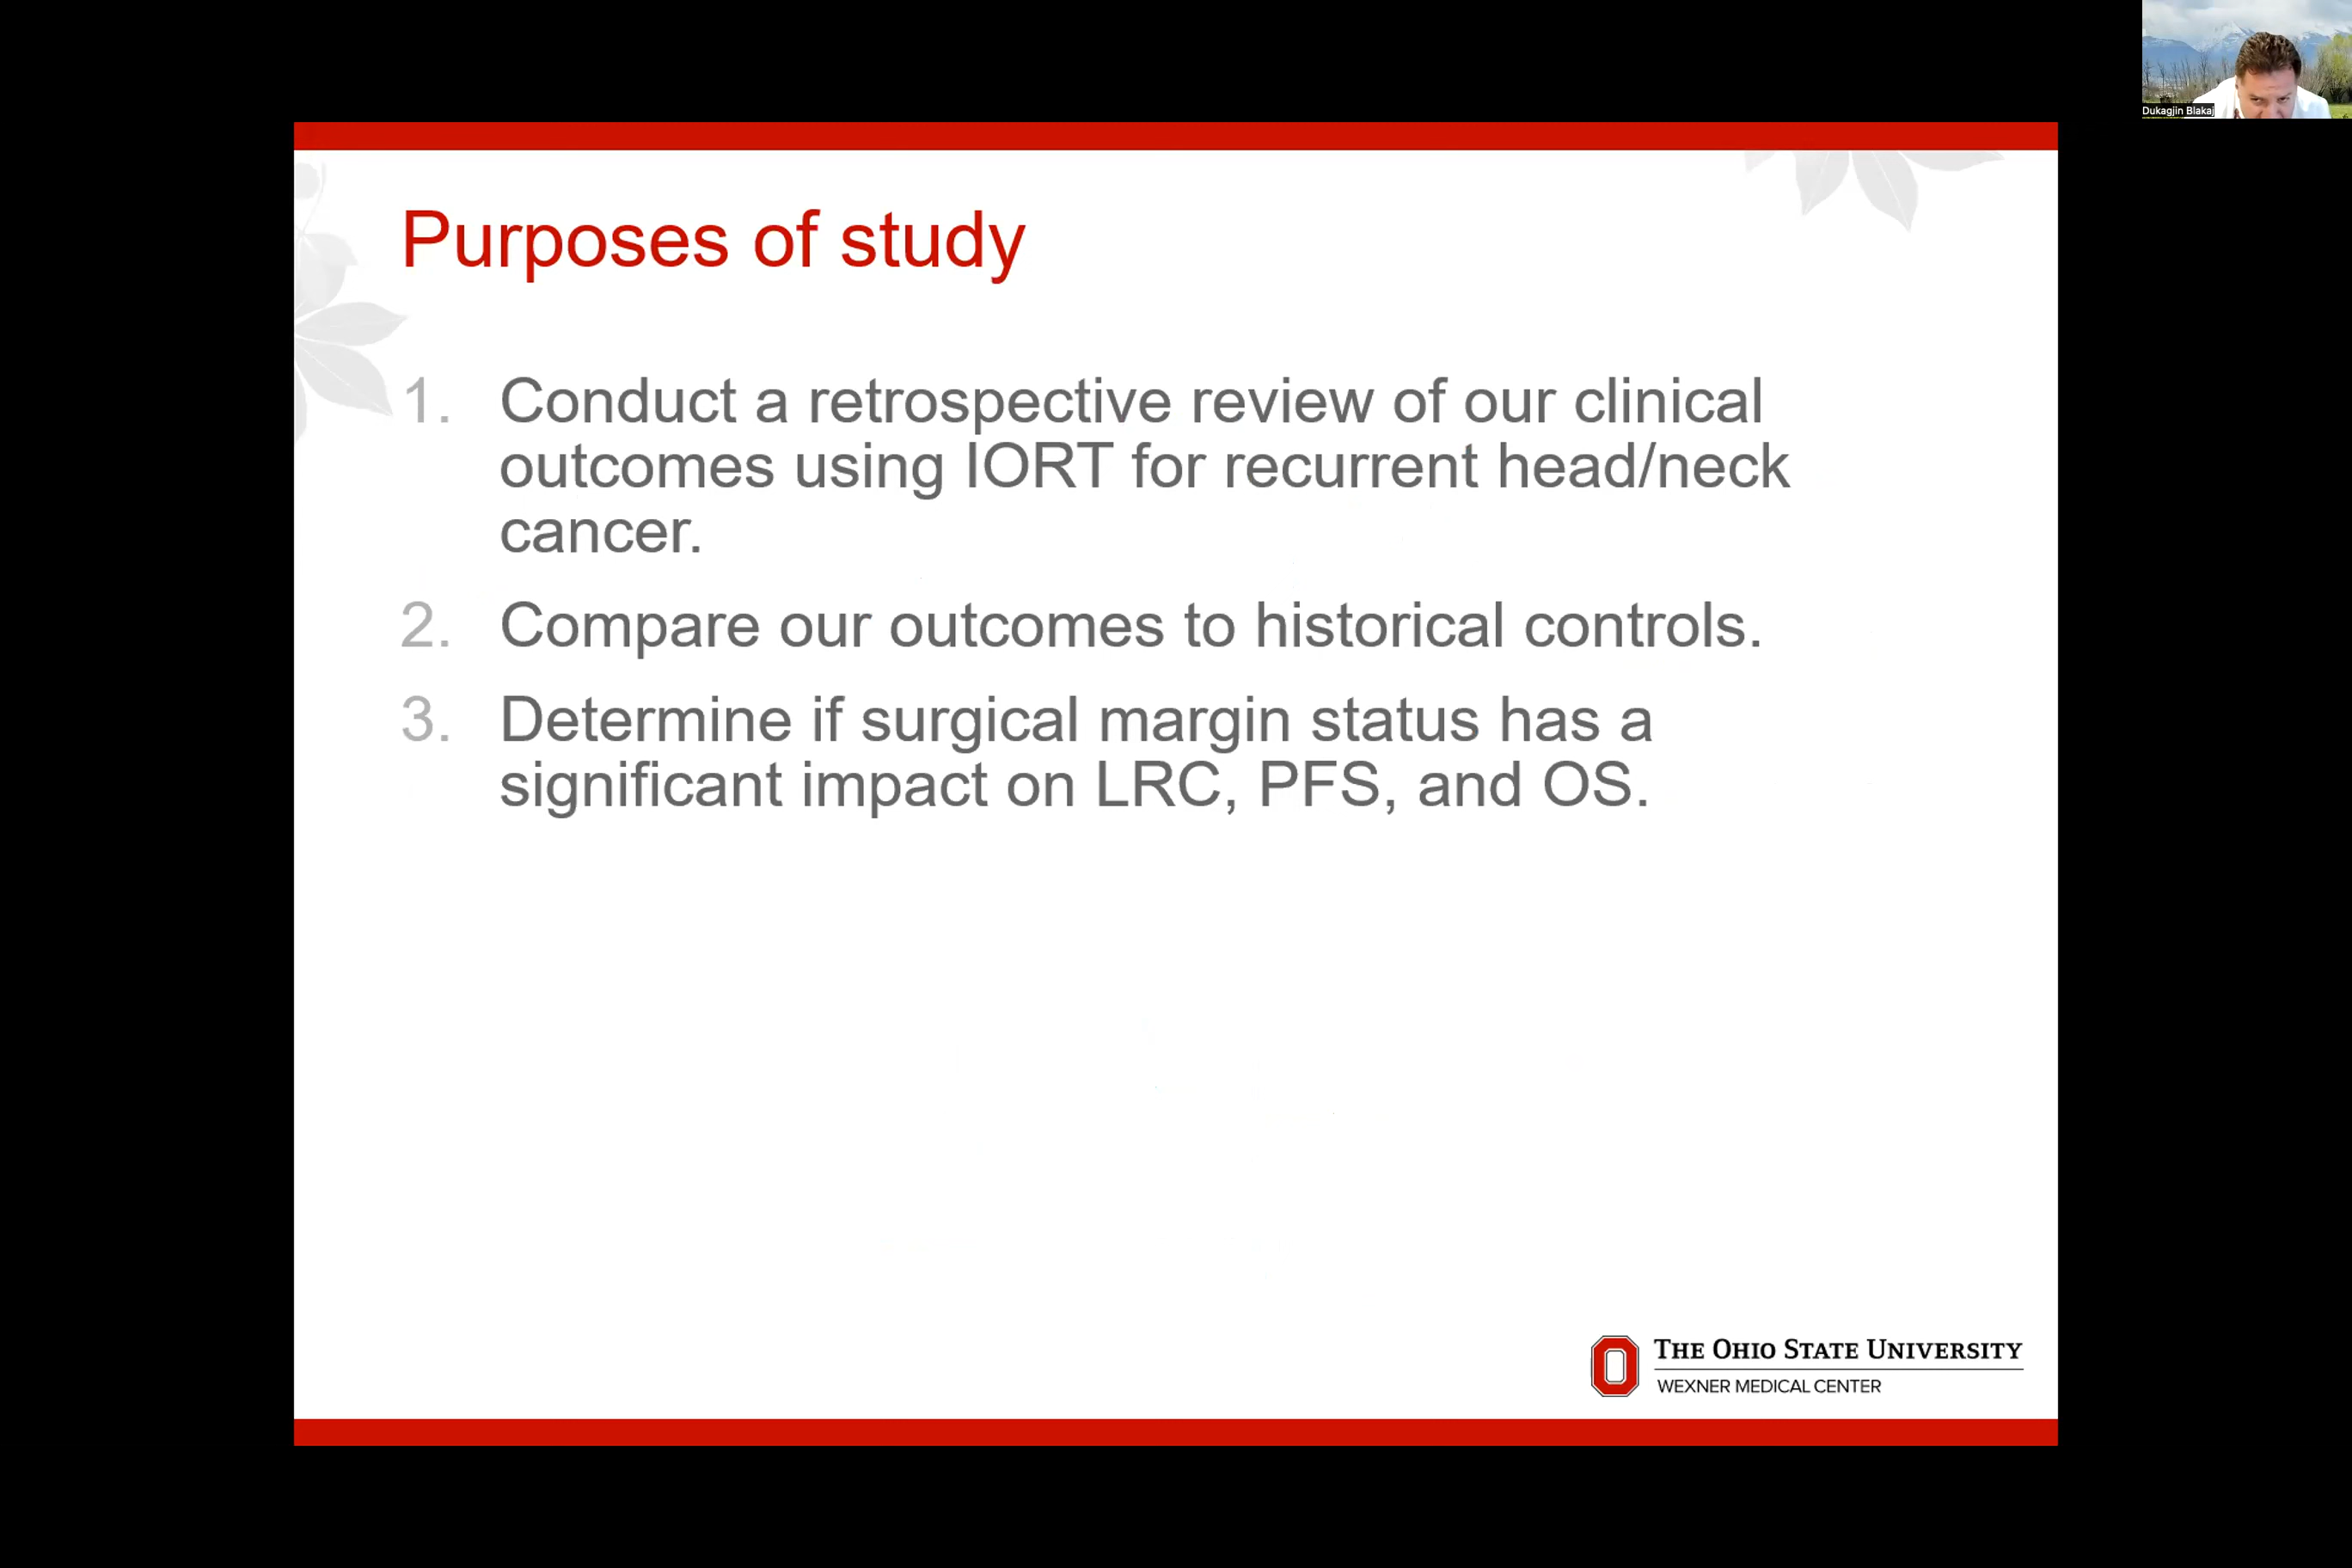 Dukagjin Blakaj
Purposes of study
1. Conduct a retrospective review of our clinical
outcomes using IORT for recurrent head/neck
cancer.
2. Compare our outcomes to historical controls.
3. Determine if surgical margin status has a
significant impact on LRC, PFS, and OS.
THE OHIO STATE UNIVERSITY
WEXNER MEDICAL CENTER